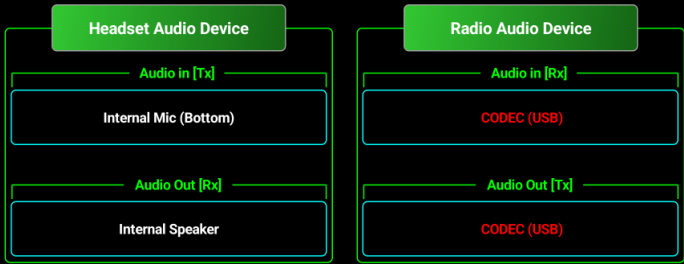 Headset Audio Device
Audio in [Tx]
Internal Mic (Bottom)
Audio Out [Rx]
Internal Speaker
Radio Audio Device
Audio in [Rx]
CODEC (USB)
Audio Out [Tx]
CODEC (USB)